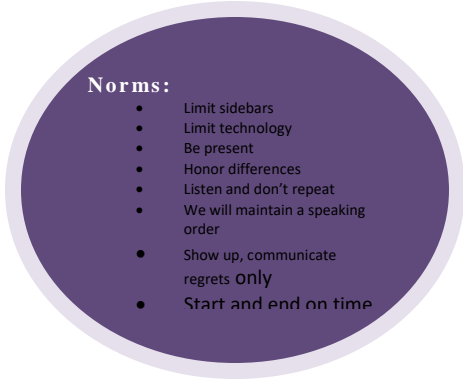 Norms:
• Limit sidebars
• Limit technology
• Be present
• Honor differences
• Listen and don't repeat
• We will maintain a speaking
order
• Show up, communicate
regrets only
• Start and end on time